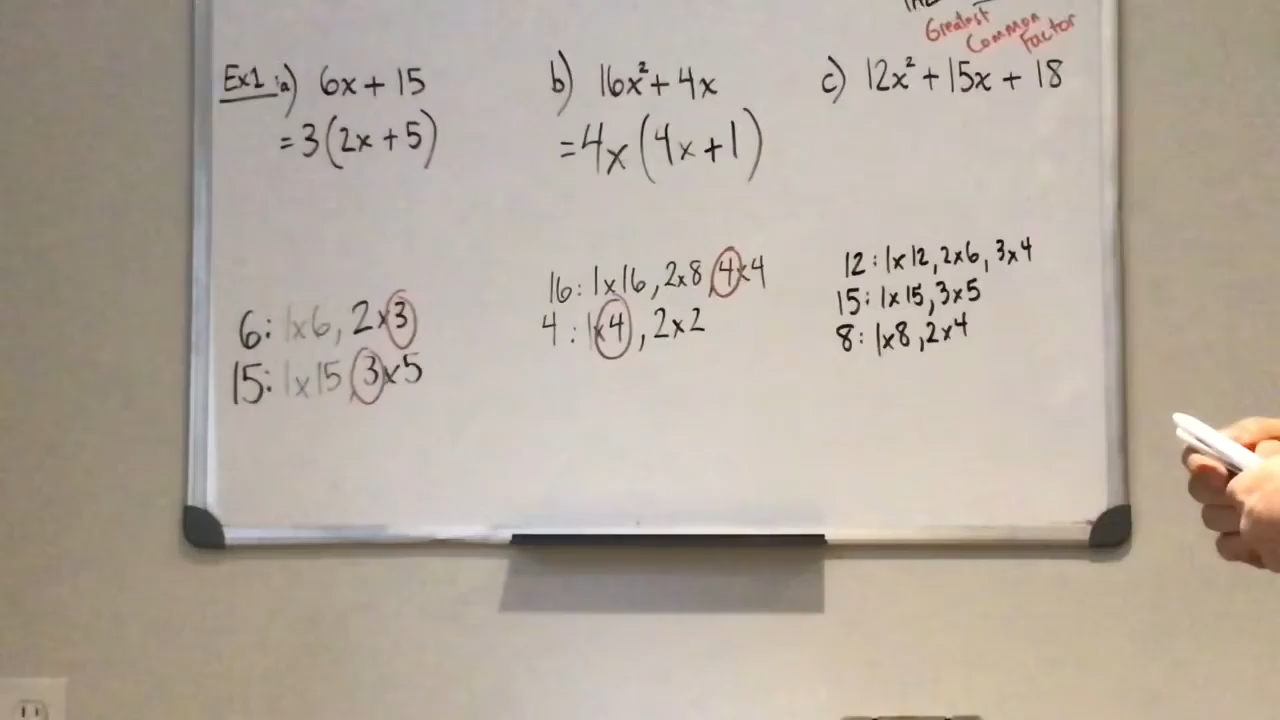 Greatest
Common
Factor
Ex1: a) 6x + 15
= 3(2x + 5)
6: 1x6, 2x3
15: 1x15, 3x5
b) 16x² + 4x
= 4x(4x + 1)
16: 1x16, 2x8, 4x4
4: 1x4, 2x2
c) 12x² + 15x + 18
12: 1x12, 2x6, 3x4
15: 1x15, 3x5
8: 1x8, 2x4